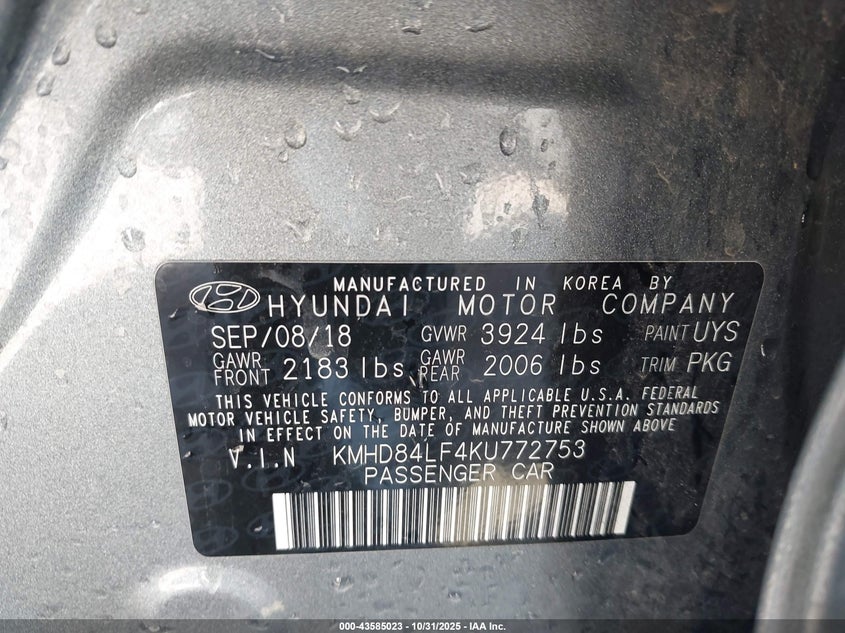 MANUFACTURED IN KOREA BY
HYUNDAI MOTOR COMPANY
SEP/08/18 GVWR 3924 lbs PAINT UYS
GAWR FRONT 2183 lbs GAWR REAR 2006 lbs TRIM PKG
THIS VEHICLE CONFORMS TO ALL APPLICABLE U.S.A. FEDERAL
MOTOR VEHICLE SAFETY, BUMPER, AND THEFT PREVENTION STANDARDS
IN EFFECT ON THE DATE OF MANUFACTURE SHOWN ABOVE
V.I.N KMHD84LF4KU772753
PASSENGER CAR
000-43585023 - 10/31/2025 - IAA Inc.